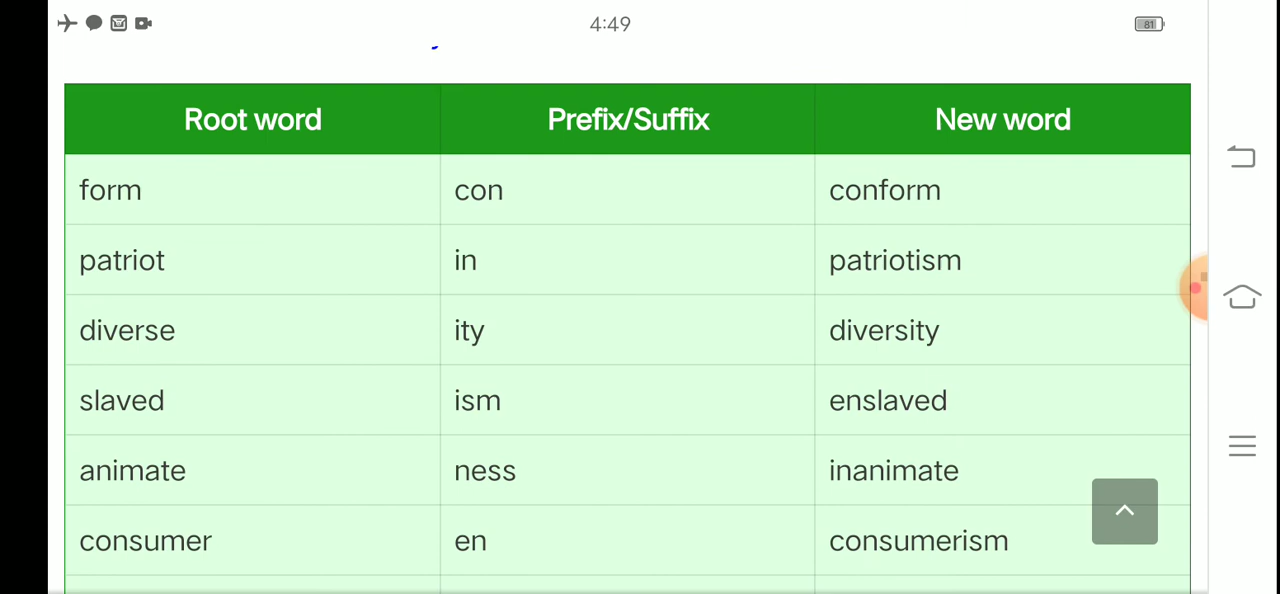 4:49
81
Root word Prefix/Suffix New word
form con conform
patriot in patriotism
diverse ity diversity
slaved ism enslaved
animate ness inanimate
consumer en consumerism